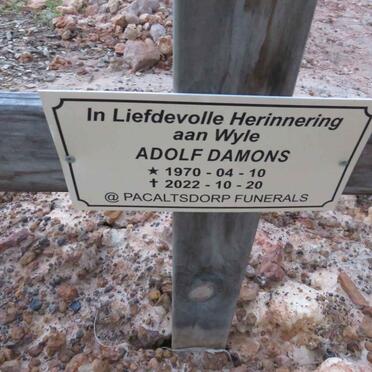 In Liefdevolle Herinnering
aan Wyle
ADOLF DAMONS
★ 1970 - 04 - 10
✝ 2022 - 10 - 20
@ PACALTSDORP FUNERALS